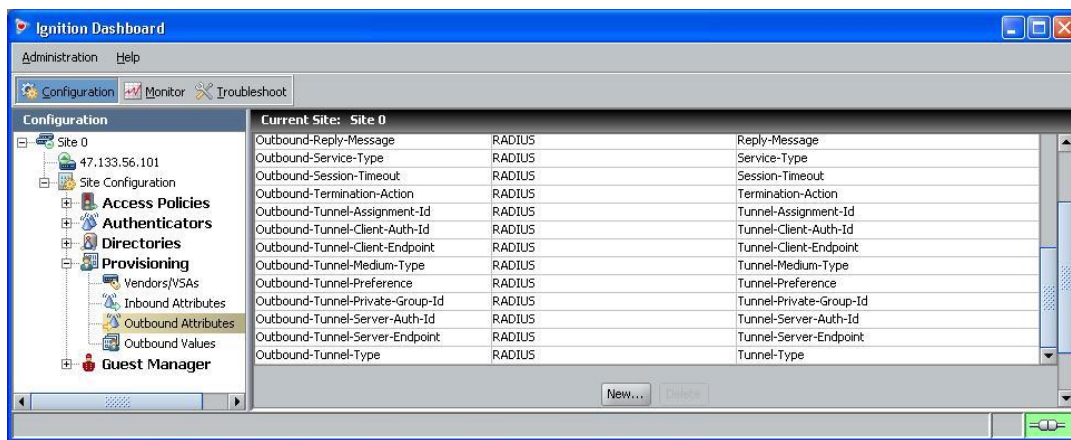 Ignition Dashboard
Administration Help
Configuration Monitor Troubleshoot
Configuration
Site 0
47.133.56.101
Site Configuration
Access Policies
Authenticators
Directories
Provisioning
Vendors/VSAs
Inbound Attributes
Outbound Attributes
Outbound Values
Guest Manager
Current Site: Site 0
Outbound-Reply-Message RADIUS Reply-Message
Outbound-Service-Type RADIUS Service-Type
Outbound-Session-Timeout RADIUS Session-Timeout
Outbound-Termination-Action RADIUS Termination-Action
Outbound-Tunnel-Assignment-Id RADIUS Tunnel-Assignment-Id
Outbound-Tunnel-Client-Auth-Id RADIUS Tunnel-Client-Auth-Id
Outbound-Tunnel-Client-Endpoint RADIUS Tunnel-Client-Endpoint
Outbound-Tunnel-Medium-Type RADIUS Tunnel-Medium-Type
Outbound-Tunnel-Preference RADIUS Tunnel-Preference
Outbound-Tunnel-Private-Group-Id RADIUS Tunnel-Private-Group-Id
Outbound-Tunnel-Server-Auth-Id RADIUS Tunnel-Server-Auth-Id
Outbound-Tunnel-Server-Endpoint RADIUS Tunnel-Server-Endpoint
Outbound-Tunnel-Type RADIUS Tunnel-Type
New... Delete